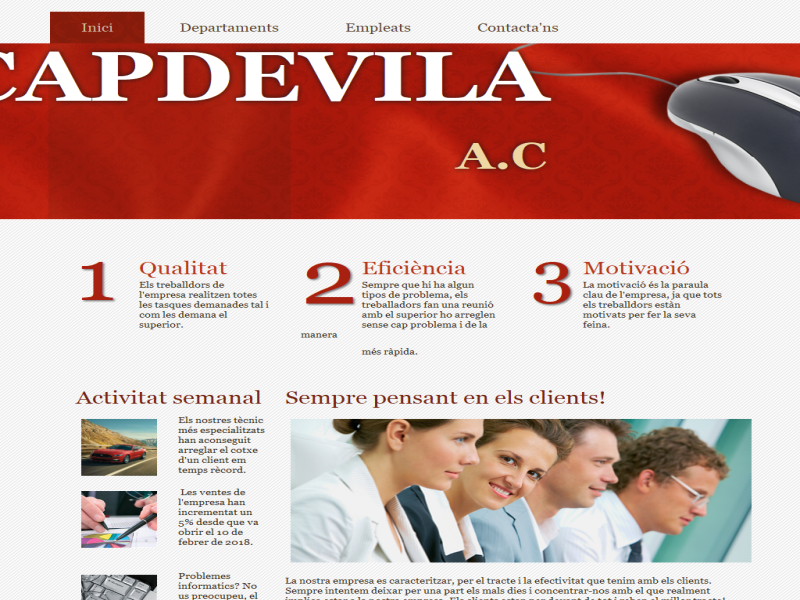 Inici Departaments Empleats Contacta'ns
CAPDEVILA
A.C
1 Qualitat
Els treballdors de
l'empresa realitzen totes
les tasques demanades tal i
com les demana el
superior.
2 Eficiència
Sempre que hi ha algun
tipos de problema, els
treballadors fan una reunió
amb el superior ho arreglen
sense cap problema i de la
manera
més ràpida.
3 Motivació
La motivació és la paraula
clau de l'empresa, ja que tots
els treballdors están
motivats per fer la seva
feina.
Activitat semanal
Els nostres tècnic
més especialitzats
han aconseguit
arreglar el cotxe
d'un client em
temps rècord.
Les ventes de
l'empresa han
incrementat un
5% desde que va
obrir el 10 de
febrer de 2018.
Problemes
informatics? No
us preocupeu, el
Sempre pensant en els clients!
La nostra empresa es caracteritzar, per el tracte i la efectivitat que tenim amb els clients.
Sempre intentem deixar per una part els mals dies i concentrar-nos amb el que realment